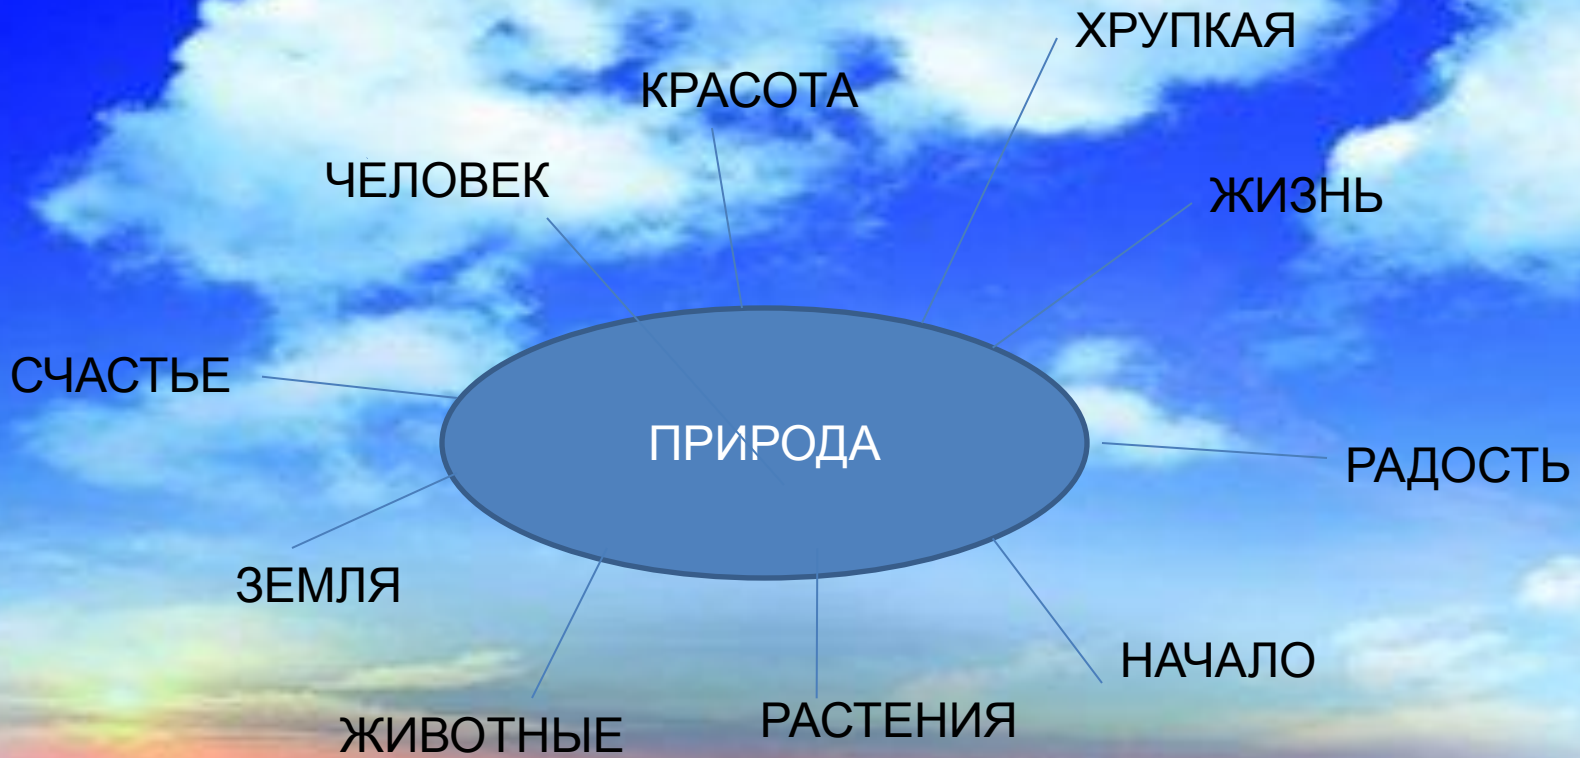 ХРУПКАЯ
КРАСОТА
ЧЕЛОВЕК
ЖИЗНЬ
СЧАСТЬЕ
ПРИРОДА
РАДОСТЬ
ЗЕМЛЯ
НАЧАЛО
РАСТЕНИЯ
ЖИВОТНЫЕ